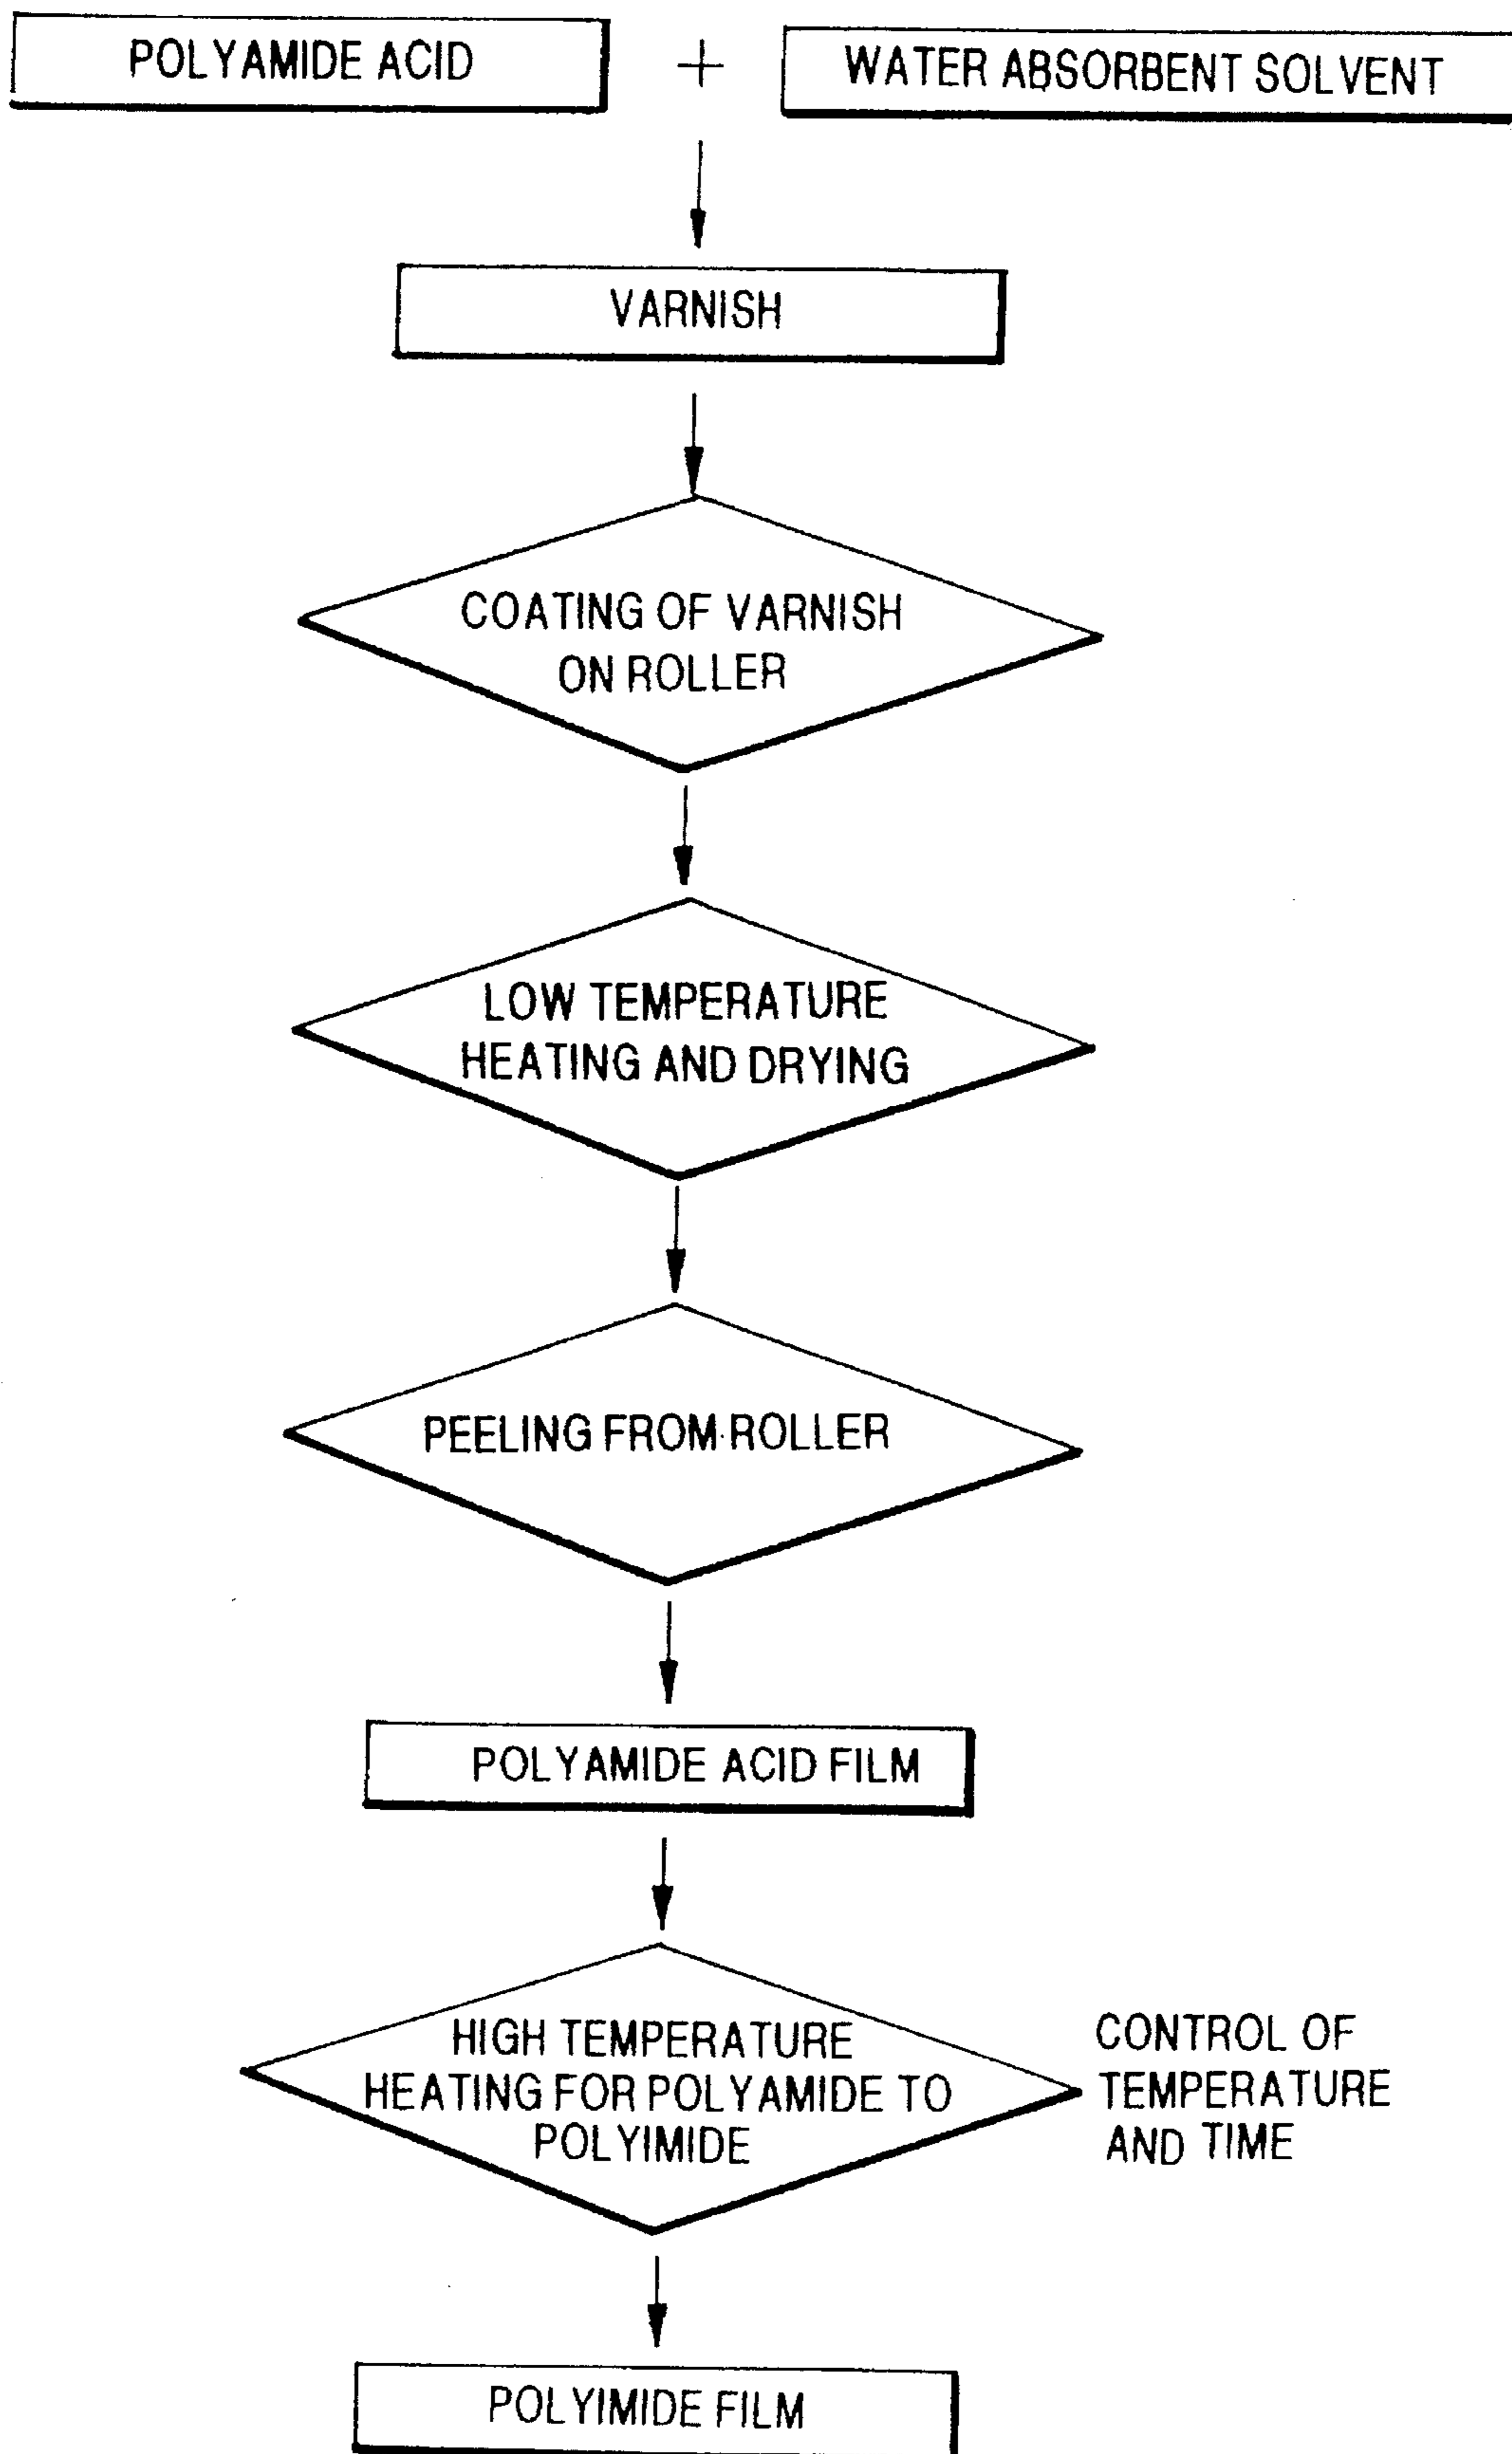 POLYAMIDE ACID + WATER ABSORBENT SOLVENT
VARNISH
COATING OF VARNISH
ON ROLLER
LOW TEMPERATURE
HEATING AND DRYING
PEELING FROM ROLLER
POLYAMIDE ACID FILM
HIGH TEMPERATURE
HEATING FOR POLYAMIDE TO
POLYIMIDE
CONTROL OF
TEMPERATURE
AND TIME
POLYIMIDE FILM